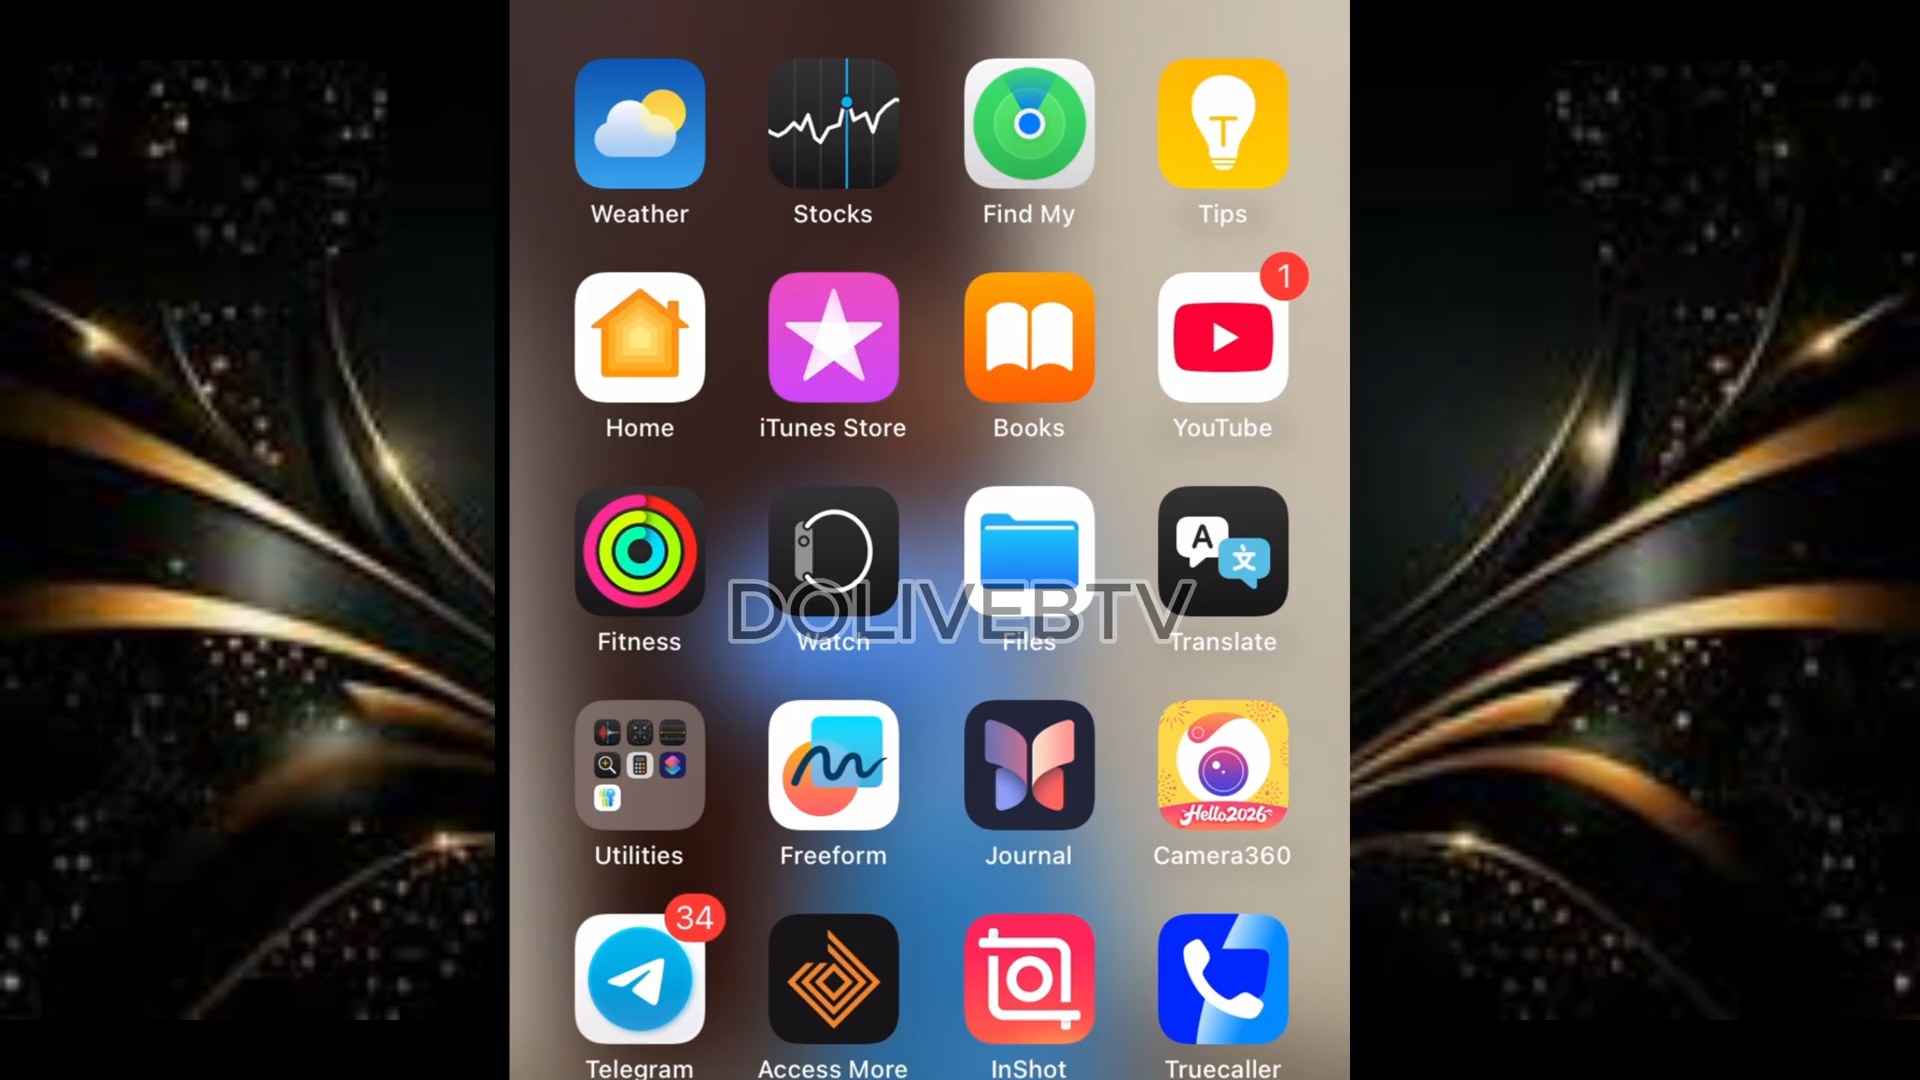 Weather Stocks Find My Tips
1
Home iTunes Store Books YouTube
A 文
DOLIVEBTV
Fitness Watch Files Translate
Hello2026
Utilities Freeform Journal Camera360
34
Telegram Access More InShot Truecaller